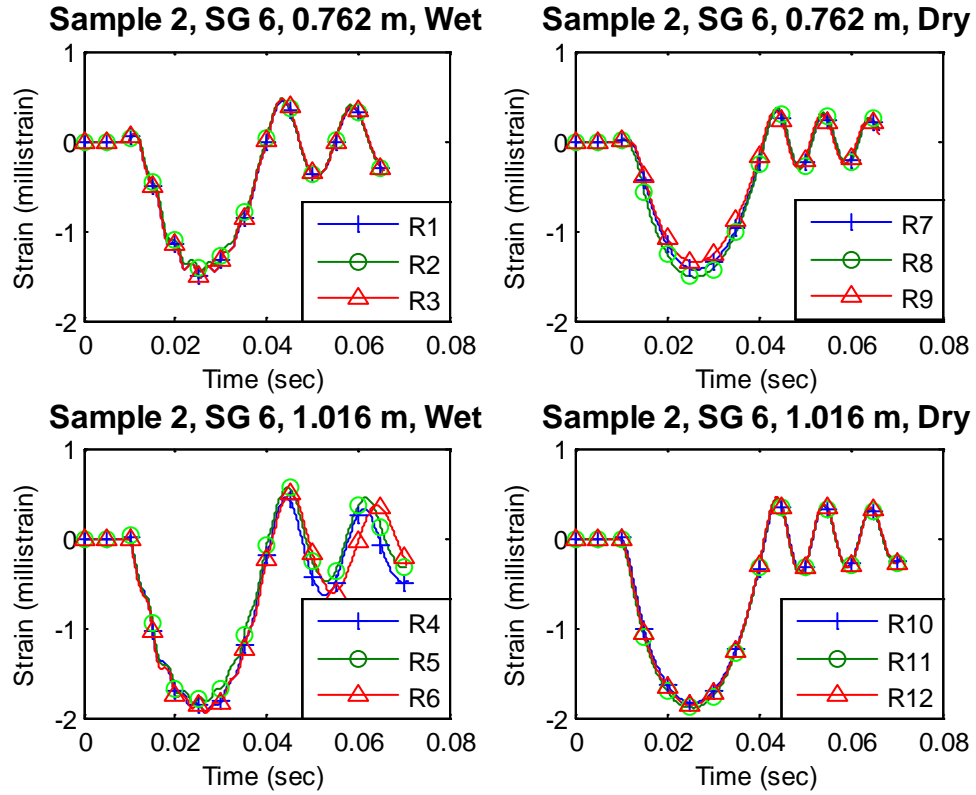 Sample 2, SG 6, 0.762 m, Wet
1
0
-1
-2
Strain (millistrain)
R1
R2
R3
0 0.02 0.04 0.06 0.08
Time (sec)
Sample 2, SG 6, 0.762 m, Dry
1
0
-1
-2
Strain (millistrain)
R7
R8
R9
0 0.02 0.04 0.06 0.08
Time (sec)
Sample 2, SG 6, 1.016 m, Wet
1
0
-1
-2
Strain (millistrain)
R4
R5
R6
0 0.02 0.04 0.06 0.08
Time (sec)
Sample 2, SG 6, 1.016 m, Dry
1
0
-1
-2
Strain (millistrain)
R10
R11
R12
0 0.02 0.04 0.06 0.08
Time (sec)